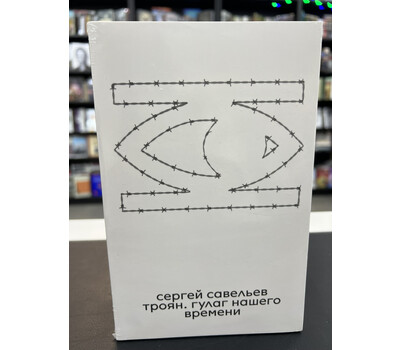 сергей савельев
троян. гулаг нашего
времени